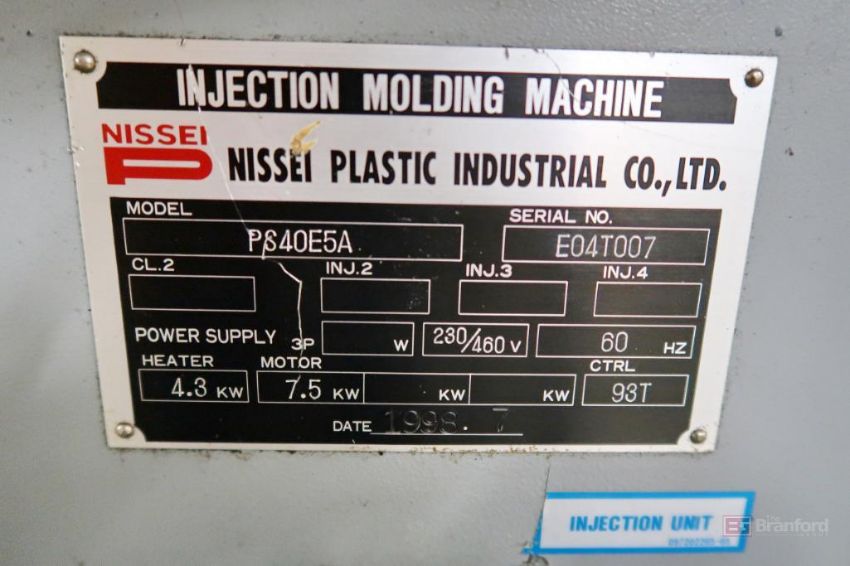 INJECTION MOLDING MACHINE
NISSEI
P NISSEI PLASTIC INDUSTRIAL CO.,LTD.
MODEL SERIAL NO.
PS40E5A E04T007
CL.2 INJ.2 INJ.3 INJ.4
POWER SUPPLY 3P W 230/460 V 60 HZ
HEATER MOTOR CTRL
4.3 KW 7.5 KW KW KW 93T
DATE 1998. 7
INJECTION UNIT
The Branford